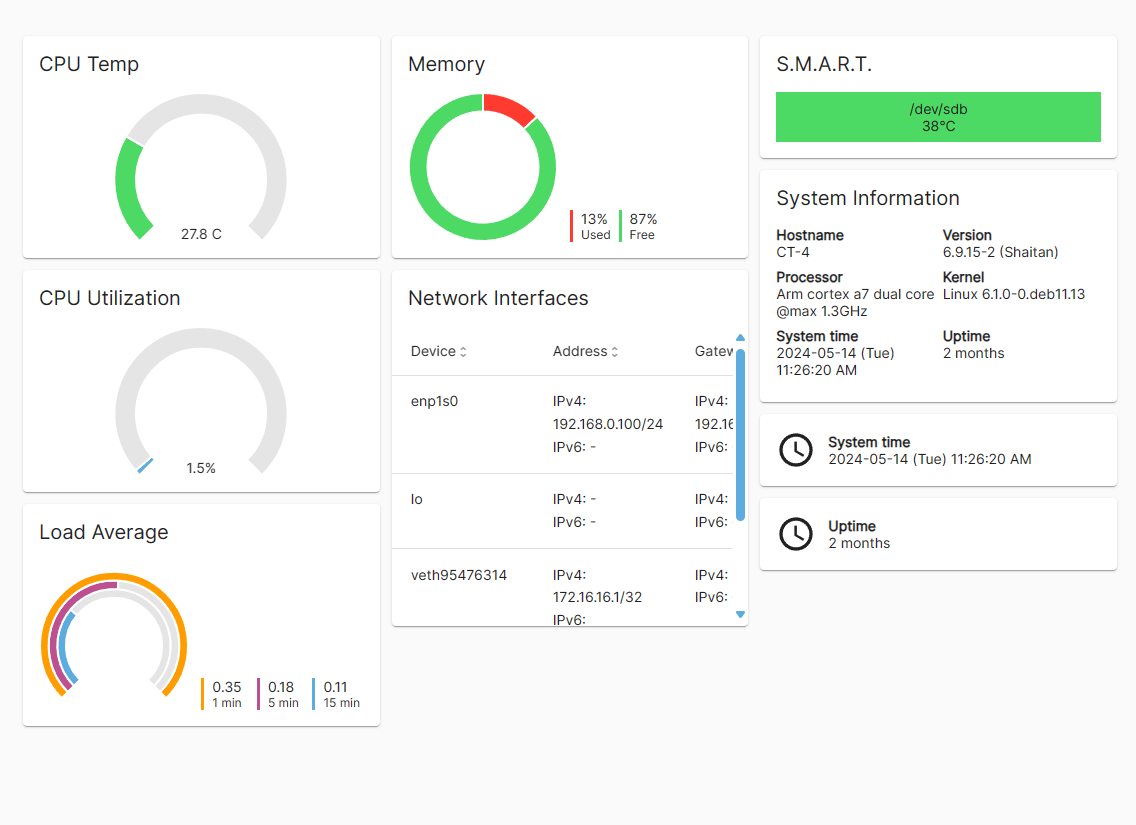 CPU Temp
27.8 C
CPU Utilization
1.5%
Load Average
0.35
1 min
0.18
5 min
0.11
15 min
Memory
13%
Used
87%
Free
Network Interfaces
Device Address
enp1s0 IPv4: IPv4:
192.168.0.100/24
IPv6: - IPv6:
lo IPv4: - IPv4:
IPv6: - IPv6:
veth95476314 IPv4: IPv4:
172.16.16.1/32 IPv6:
IPv6:
S.M.A.R.T.
/dev/sdb
38°C
System Information
Hostname
CT-4
Version
6.9.15-2 (Shaitan)
Processor
Arm cortex a7 dual core
@max 1.3GHz
Kernel
Linux 6.1.0-0.deb11.13
System time
2024-05-14 (Tue)
11:26:20 AM
Uptime
2 months
System time
2024-05-14 (Tue) 11:26:20 AM
Uptime
2 months